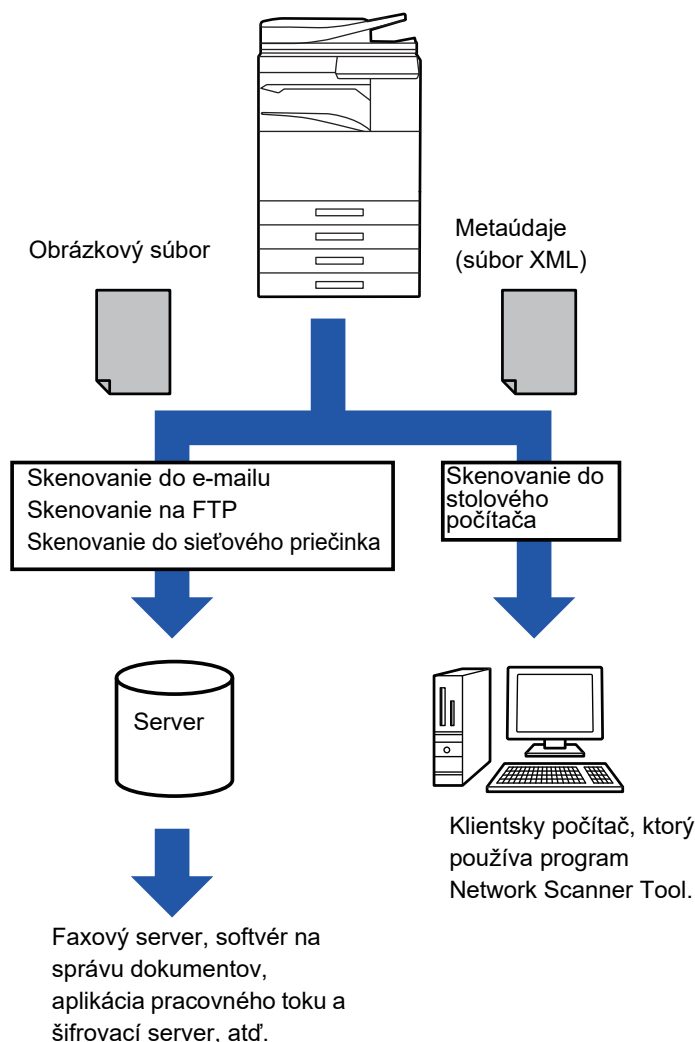 Obrázkový súbor
Metaúdaje
(súbor XML)
Skenovanie do e-mailu
Skenovanie na FTP
Skenovanie do sieťového priečinka
Skenovanie do
stolového
počítača
Server
Klientsky počítač, ktorý
používa program
Network Scanner Tool.
Faxový server, softvér na
správu dokumentov,
aplikácia pracovného toku a
šifrovací server, atď.